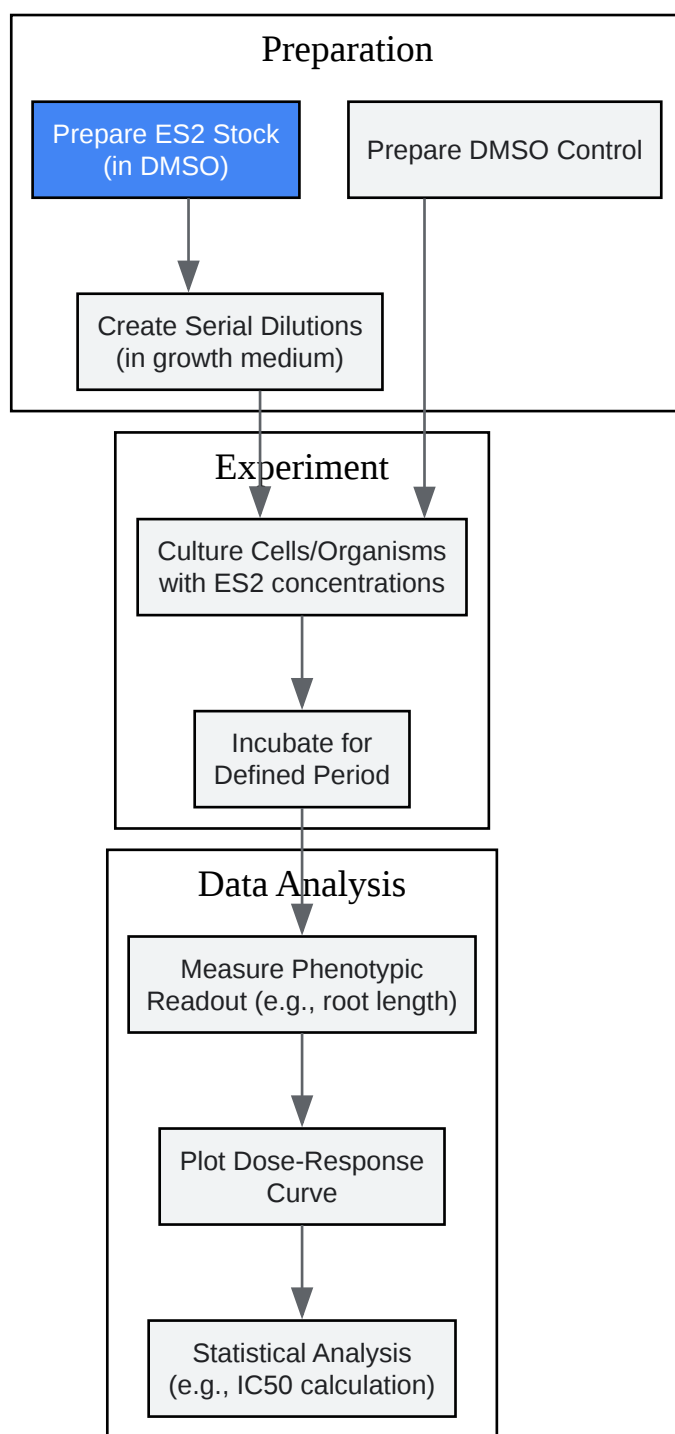 Preparation
Prepare ES2 Stock
(in DMSO)
Prepare DMSO Control
Create Serial Dilutions
(in growth medium)
Experiment
Culture Cells/Organisms
with ES2 concentrations
Incubate for
Defined Period
Data Analysis
Measure Phenotypic
Readout (e.g., root length)
Plot Dose-Response
Curve
Statistical Analysis
(e.g., IC50 calculation)